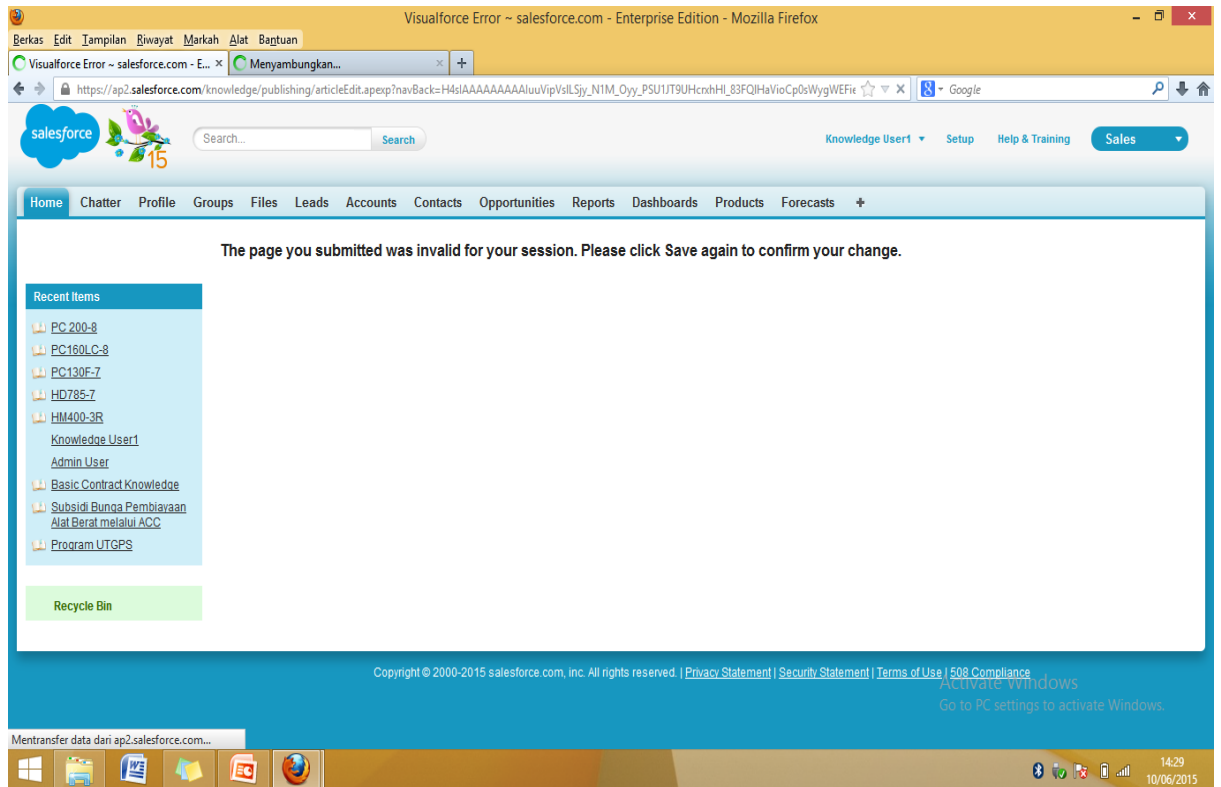 Visualforce Error ~ salesforce.com - Enterprise Edition - Mozilla Firefox
Berkas Edit Tampilan Riwayat Markah Alat Bantuan
Visualforce Error ~ salesforce.com - E... × Menyambungkan... × +
https://ap2.salesforce.com/knowledge/publishing/articleEdit.apexp?navBack= Google
salesforce 15 Search... Search Knowledge User1 Setup Help & Training Sales
Home Chatter Profile Groups Files Leads Accounts Contacts Opportunities Reports Dashboards Products Forecasts +
The page you submitted was invalid for your session. Please click Save again to confirm your change.
Recent Items
PC 200-8
PC160LC-8
PC130F-7
HD785-7
HM400-3R
Knowledge User1
Admin User
Basic Contract Knowledge
Subsidi Bunga Pembiayaan
Alat Berat melalui ACC
Program UTGPS
Recycle Bin
Copyright © 2000-2015 salesforce.com, inc. All rights reserved. | Privacy Statement | Security Statement | Terms of Use | 508 Compliance
Activate Windows
Go to PC settings to activate Windows.
Mentransfer data dari ap2.salesforce.com...
14:29
10/06/2015